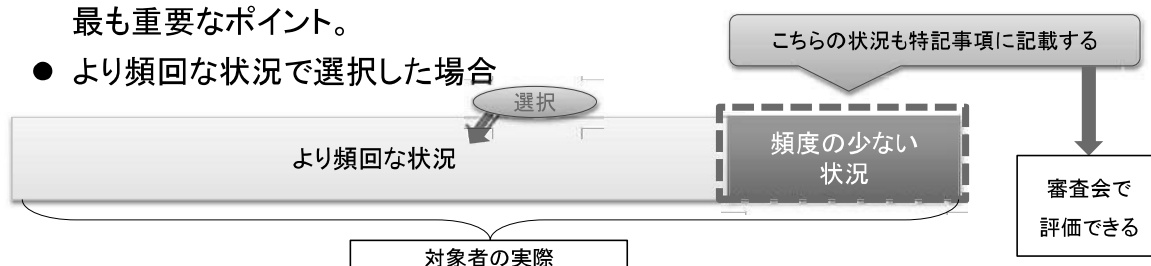 最も重要なポイント。
こちらの状況も特記事項に記載する
● より頻回な状況で選択した場合
選択
より頻回な状況
頻度の少ない
状況
審査会で
評価できる
対象者の実際